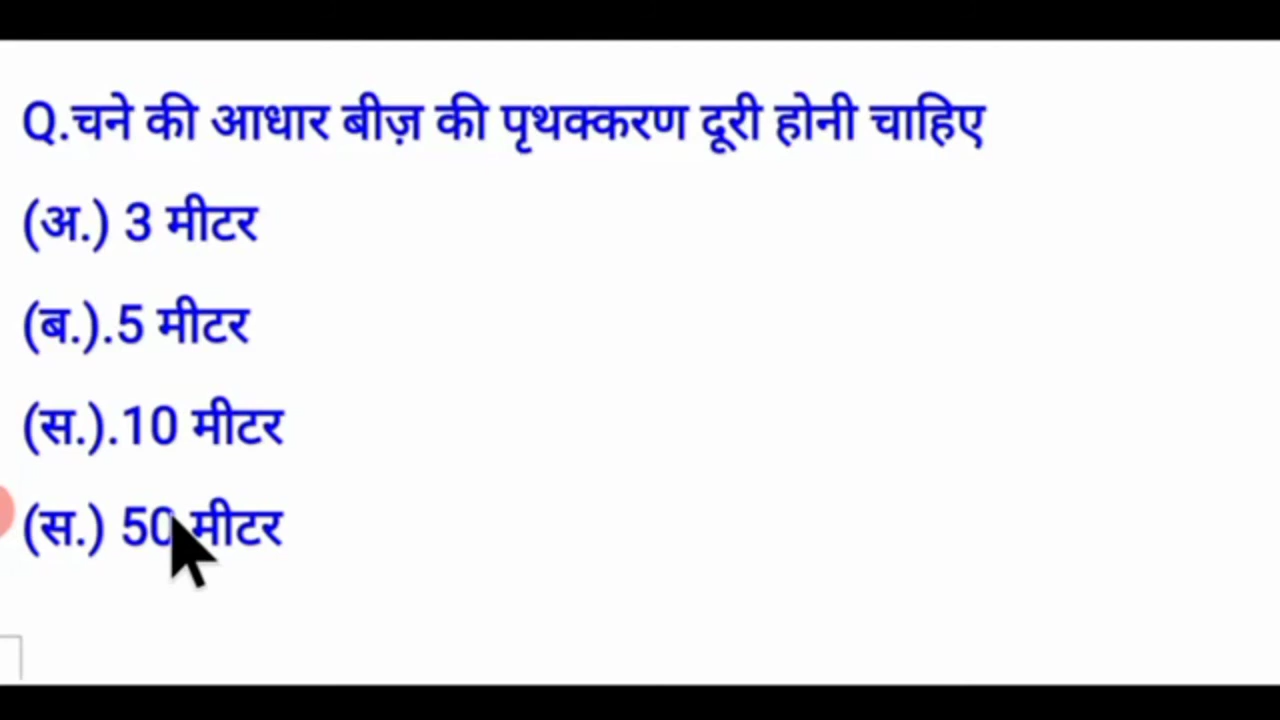 Q.चने की आधार बीज़ की पृथक्करण दूरी होनी चाहिए
(अ.) 3 मीटर
(ब.).5 मीटर
(स.).10 मीटर
(स.) 50 मीटर